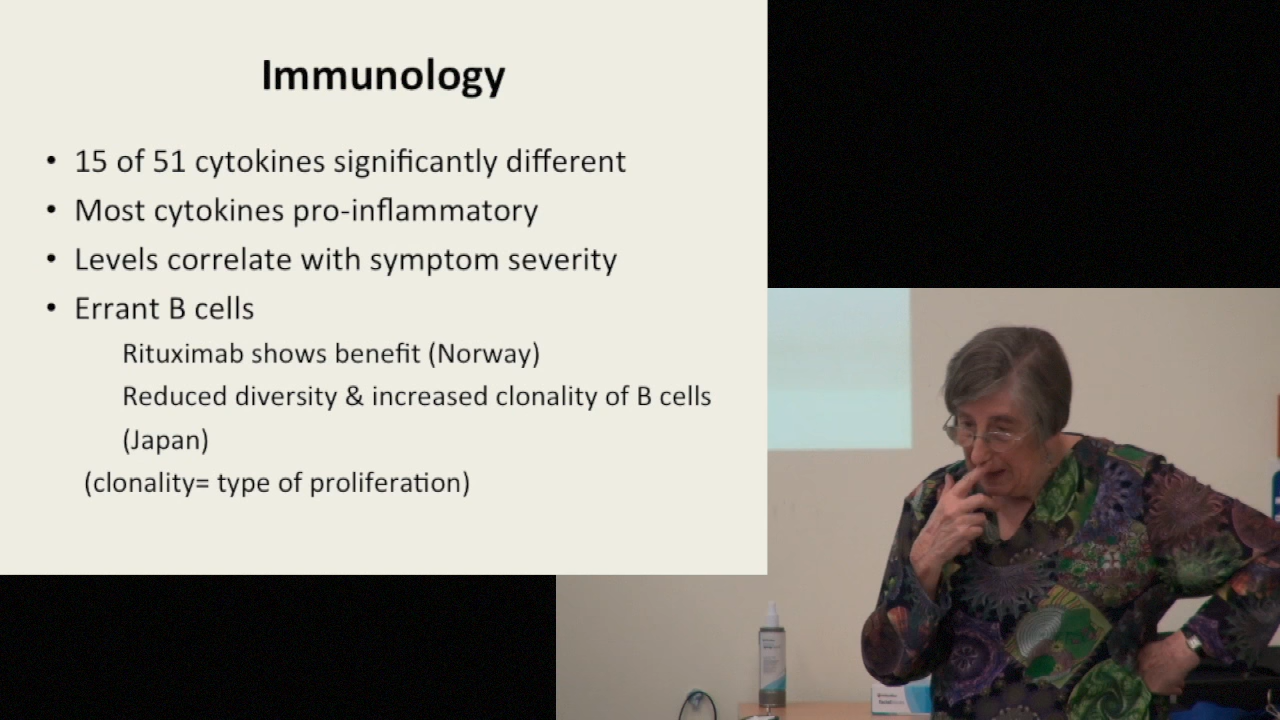 Immunology
• 15 of 51 cytokines significantly different
• Most cytokines pro-inflammatory
• Levels correlate with symptom severity
• Errant B cells
Rituximab shows benefit (Norway)
Reduced diversity & increased clonality of B cells
(Japan)
(clonality= type of proliferation)